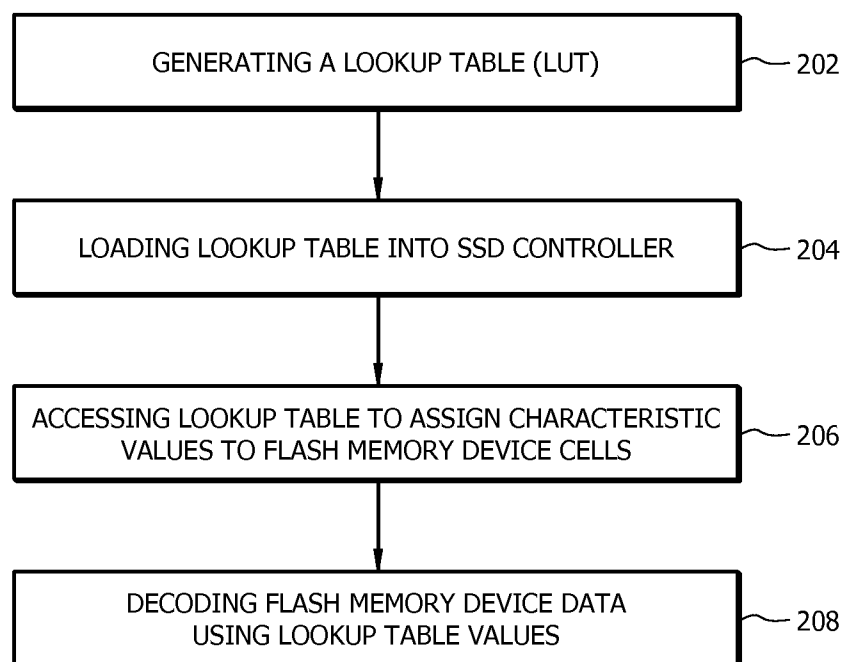 GENERATING A LOOKUP TABLE (LUT)
202
LOADING LOOKUP TABLE INTO SSD CONTROLLER
204
ACCESSING LOOKUP TABLE TO ASSIGN CHARACTERISTIC
VALUES TO FLASH MEMORY DEVICE CELLS
206
DECODING FLASH MEMORY DEVICE DATA
USING LOOKUP TABLE VALUES
208